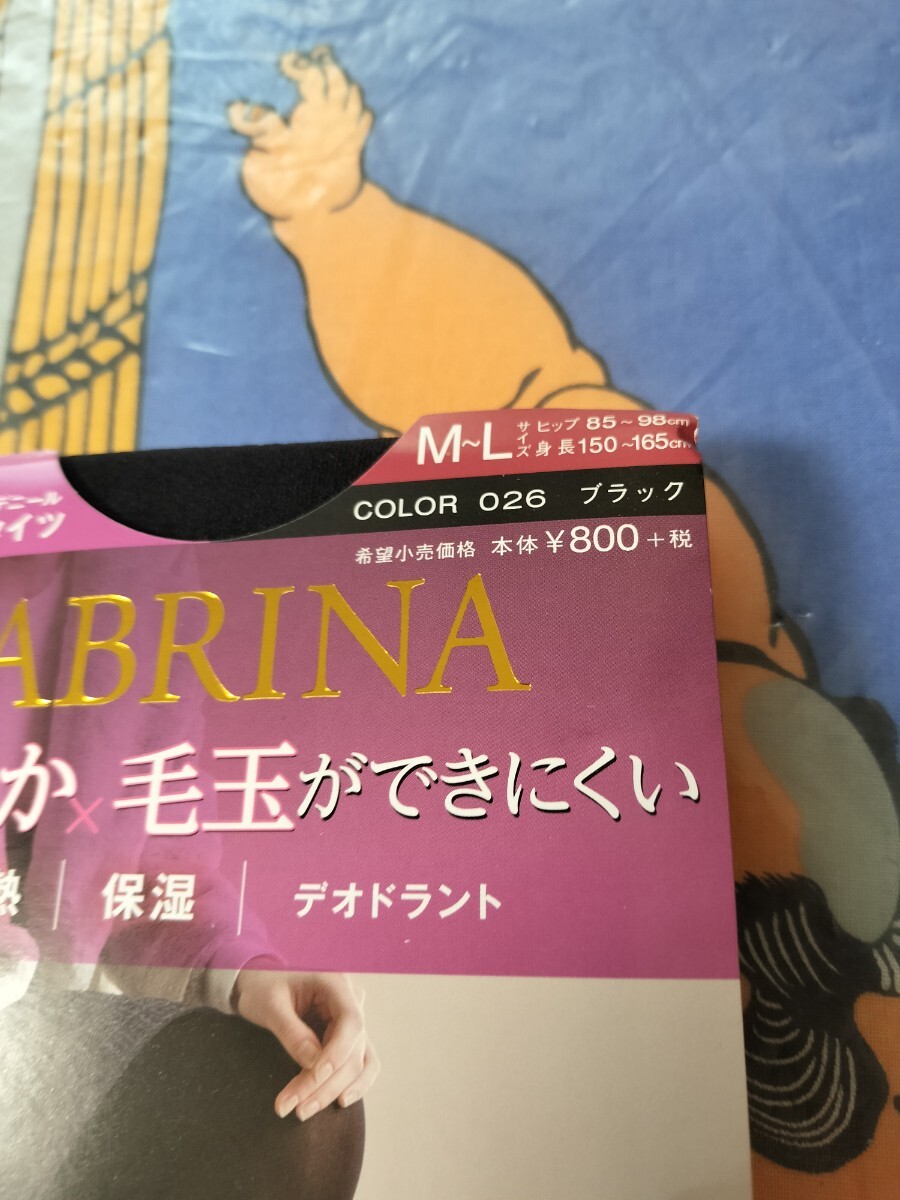 M~L サイズ ヒップ 85~98cm
身長 150~165cm
デニール
タイツ
COLOR 026 ブラック
希望小売価格 本体 ¥800 +税
ABRINA
か×毛玉ができにくい
熱 | 保湿 | デオドラント